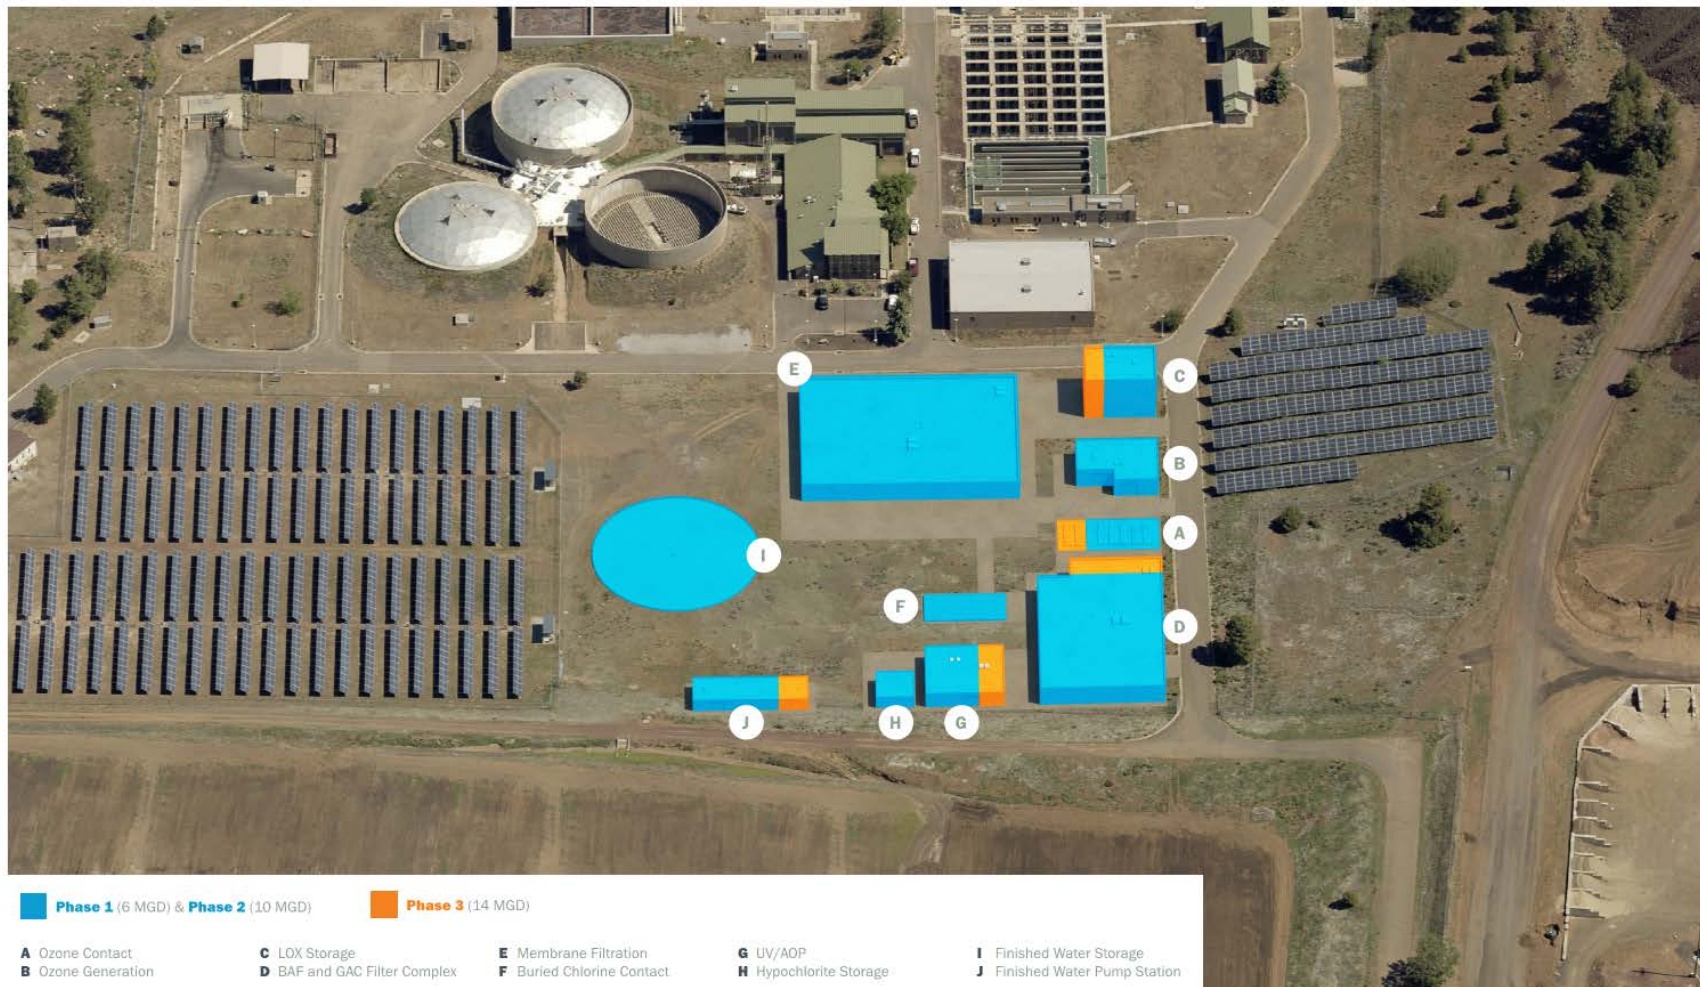 E
C
B
A
I
F
D
J
H
G
Phase 1 (6 MGD) & Phase 2 (10 MGD)
Phase 3 (14 MGD)
A Ozone Contact
B Ozone Generation
C LOX Storage
D BAF and GAC Filter Complex
E Membrane Filtration
F Buried Chlorine Contact
G UV/AOP
H Hypochlorite Storage
I Finished Water Storage
J Finished Water Pump Station